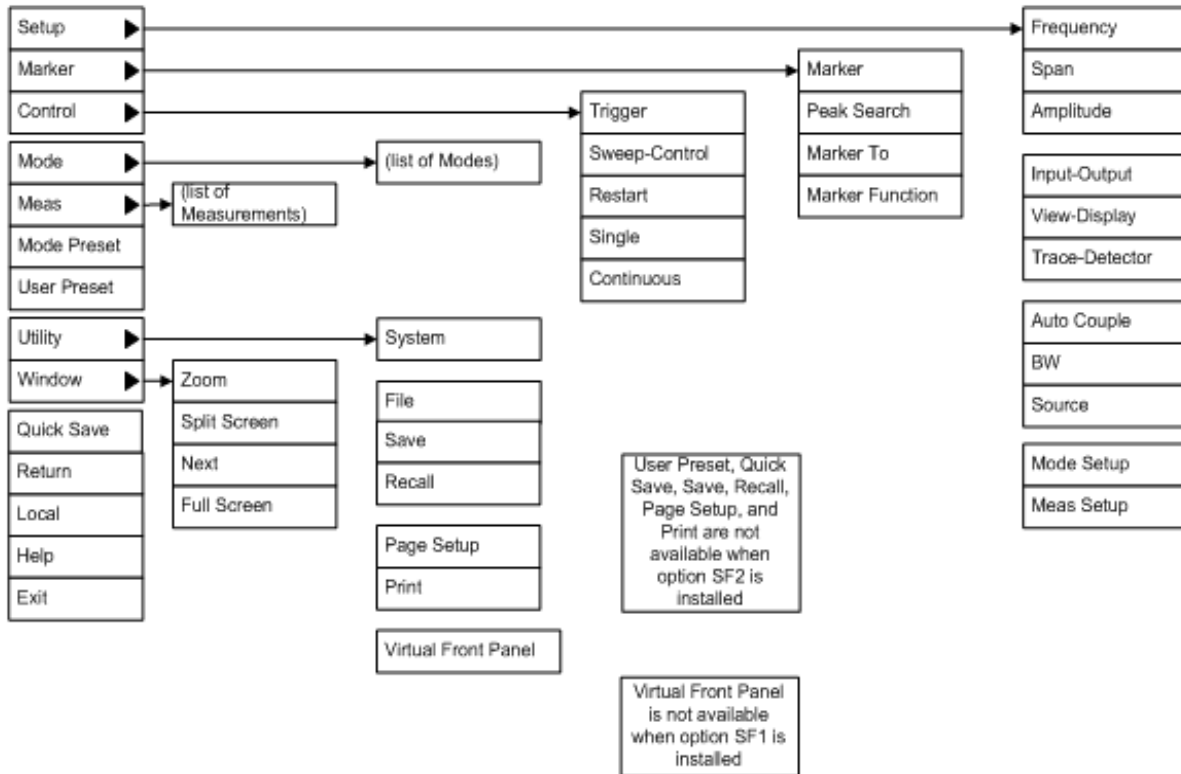 Setup
Marker
Control
Mode
Meas
Mode Preset
User Preset
Utility
Window
Quick Save
Return
Local
Help
Exit
(list of
Measurements)
Zoom
Split Screen
Next
Full Screen
(list of Modes)
System
File
Save
Recall
Page Setup
Print
Virtual Front Panel
Trigger
Sweep-Control
Restart
Single
Continuous
User Preset, Quick
Save, Save, Recall,
Page Setup, and
Print are not
available when
option SF2 is
installed
Virtual Front Panel
is not available
when option SF1 is
installed
Marker
Peak Search
Marker To
Marker Function
Frequency
Span
Amplitude
Input-Output
View-Display
Trace-Detector
Auto Couple
BW
Source
Mode Setup
Meas Setup